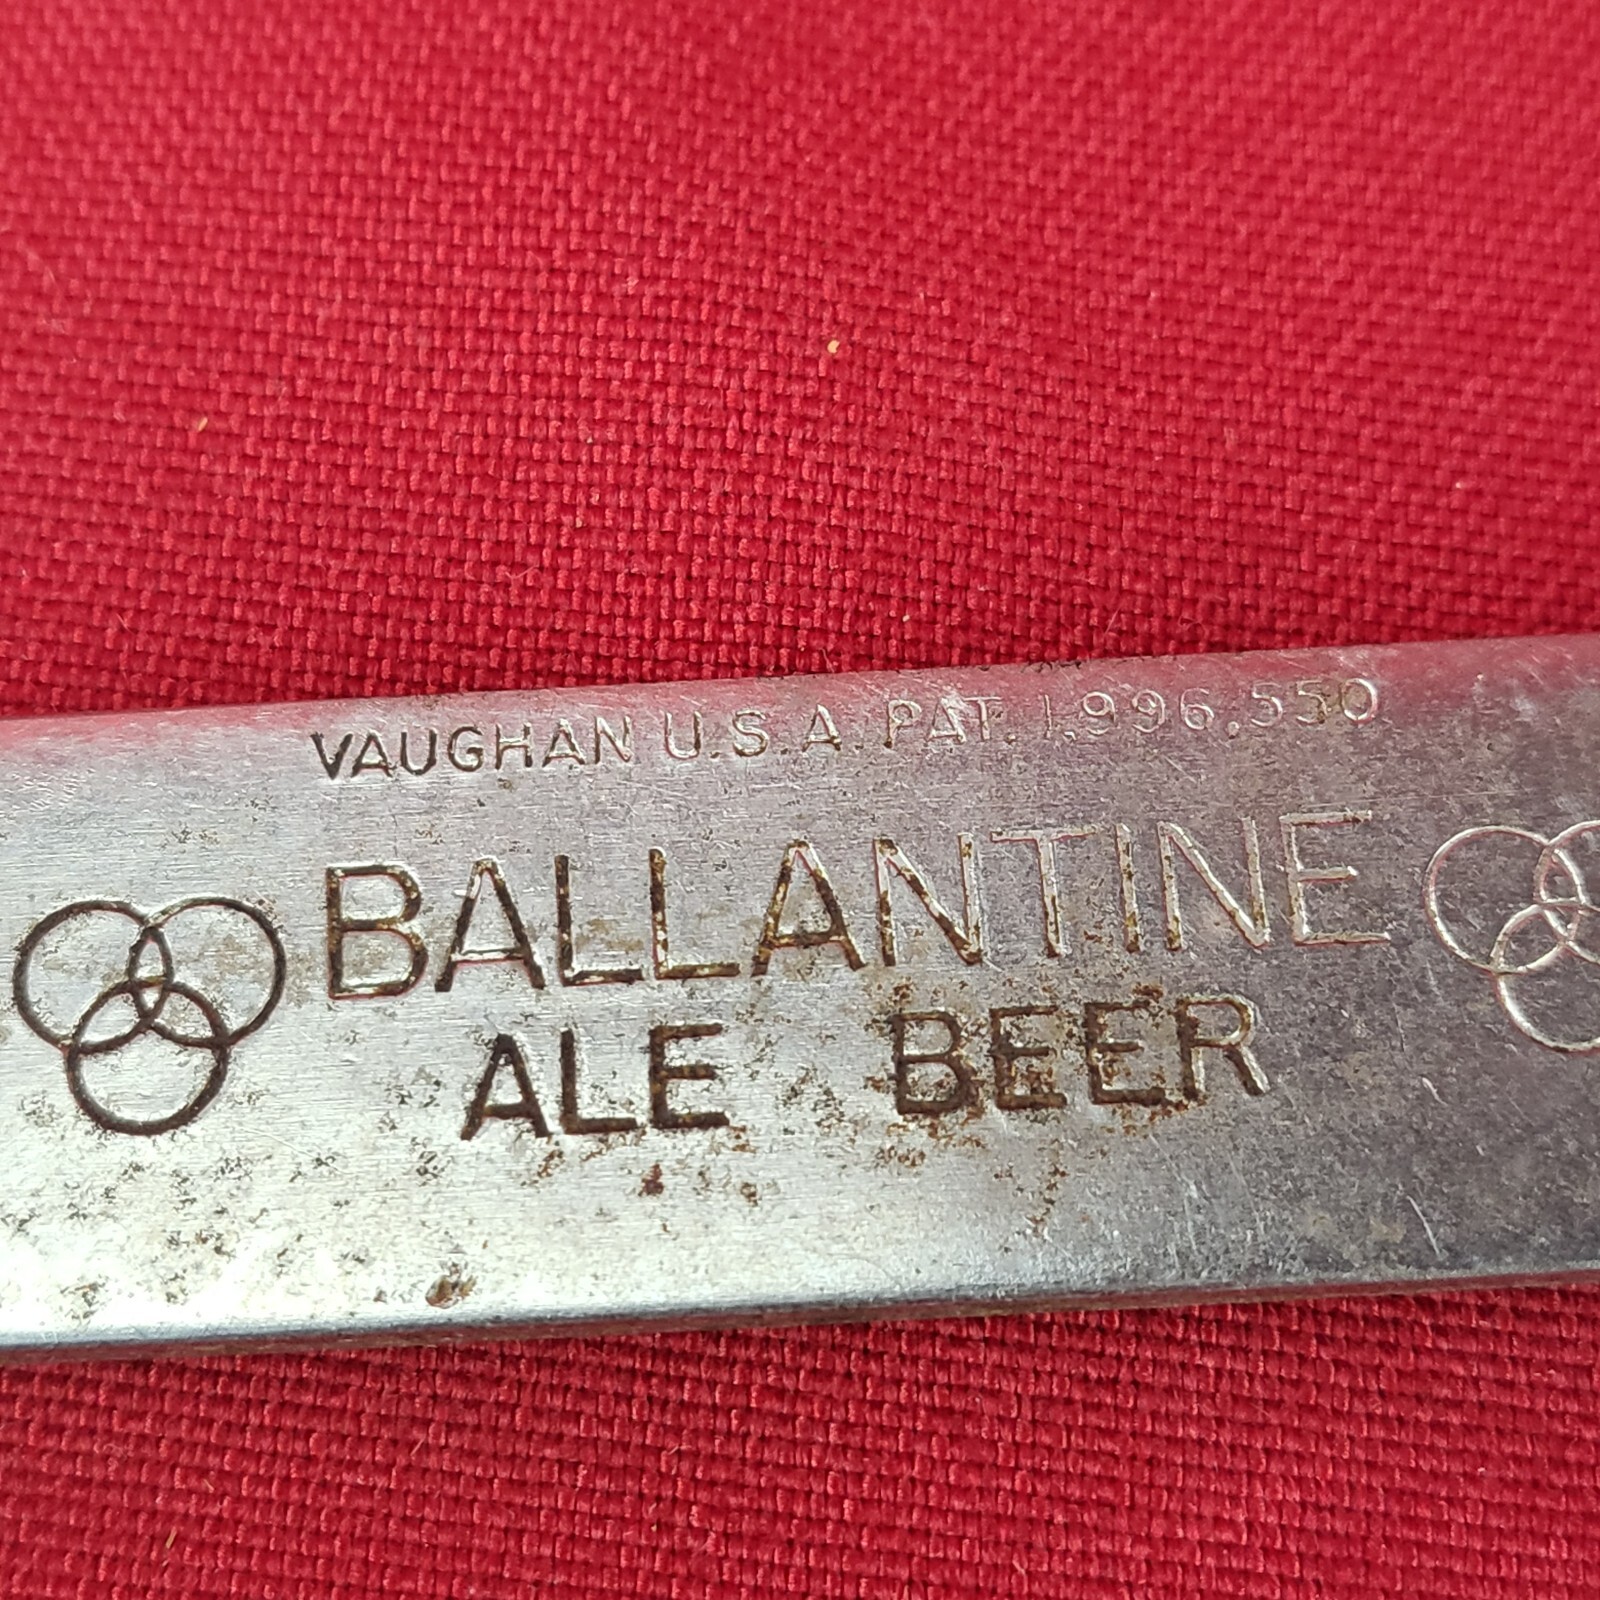 VAUGHAN U.S.A. PAT. 1,996,550
BALLANTINE
ALE BEER